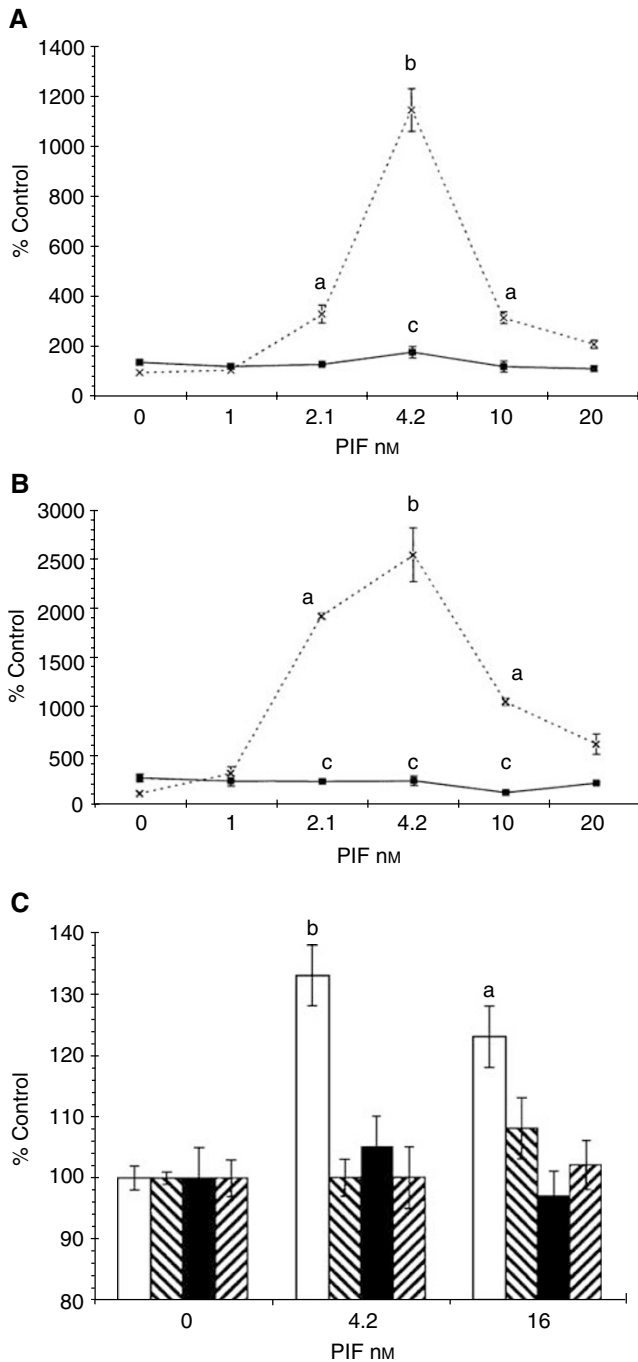 A
1400
1200
1000
800
600
400
200
0
% Control
a
b
a
c
0 1 2.1 4.2 10 20
PIF nM
B
3000
2500
2000
1500
1000
500
0
% Control
a
b
a
c c c
0 1 2.1 4.2 10 20
PIF nM
C
140
130
120
110
100
90
80
% Control
b
a
0 4.2 16
PIF nM